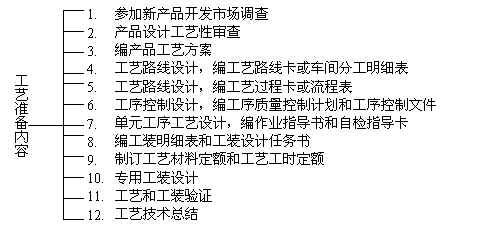 工艺准备内容
1. 参加新产品开发市场调查
2. 产品设计工艺性审查
3. 编产品工艺方案
4. 工艺路线设计，编工艺路线卡或车间分工明细表
5. 工艺路线设计，编工艺过程卡或流程表
6. 工序控制设计，编工序质量控制计划和工序控制文件
7. 单元工序工艺设计，编作业指导书和自检指导卡
8. 编工装明细表和工装设计任务书
9. 制订工艺材料定额和工艺工时定额
10. 专用工装设计
11. 工艺和工装验证
12. 工艺技术总结